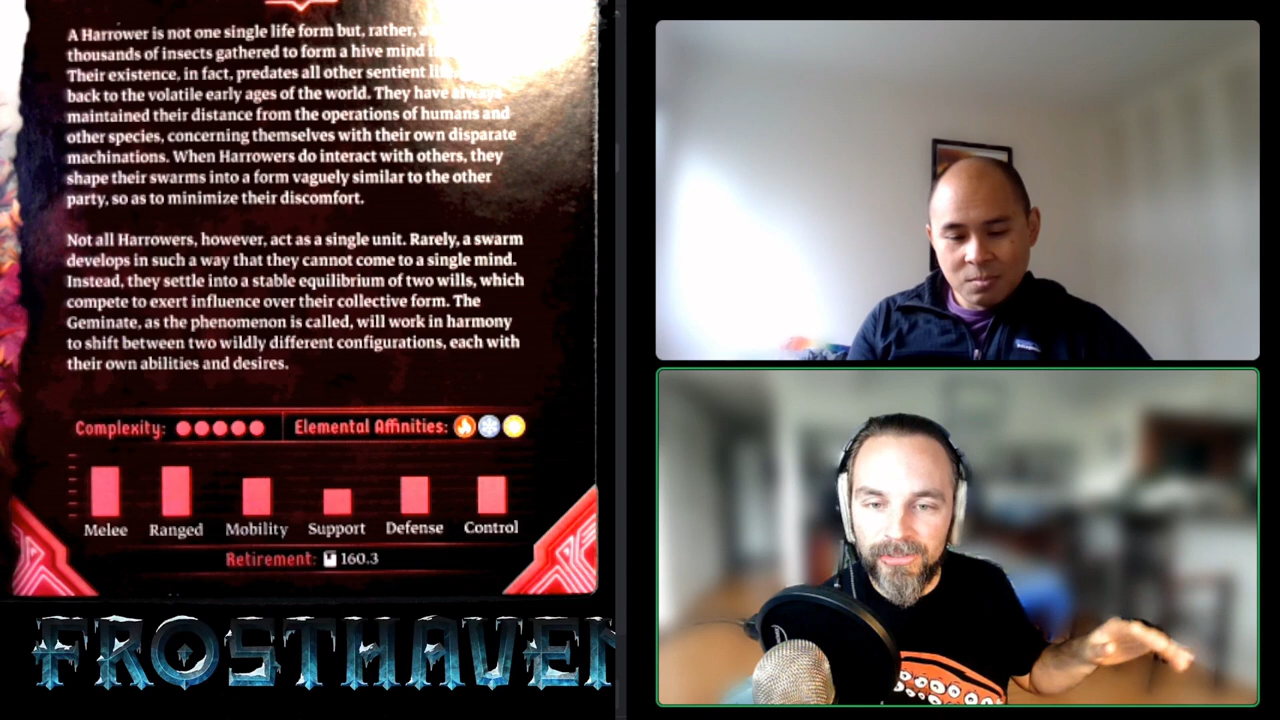 A Harrower is not one single life form but, rather,
thousands of insects gathered to form a hive mind
Their existence, in fact, predates all other sentient
back to the volatile early ages of the world. They have always
maintained their distance from the operations of humans and
other species, concerning themselves with their own disparate
machinations. When Harrowers do interact with others, they
shape their swarms into a form vaguely similar to the other
party, so as to minimize their discomfort.
Not all Harrowers, however, act as a single unit. Rarely, a swarm
develops in such a way that they cannot come to a single mind.
Instead, they settle into a stable equilibrium of two wills, which
compete to exert influence over their collective form. The
Geminate, as the phenomenon is called, will work in harmony
to shift between two wildly different configurations, each with
their own abilities and desires.
Complexity: Elemental Affinities:
Melee Ranged Mobility Support Defense Control
Retirement: 160.3
FROSTHAVEN
patagonia